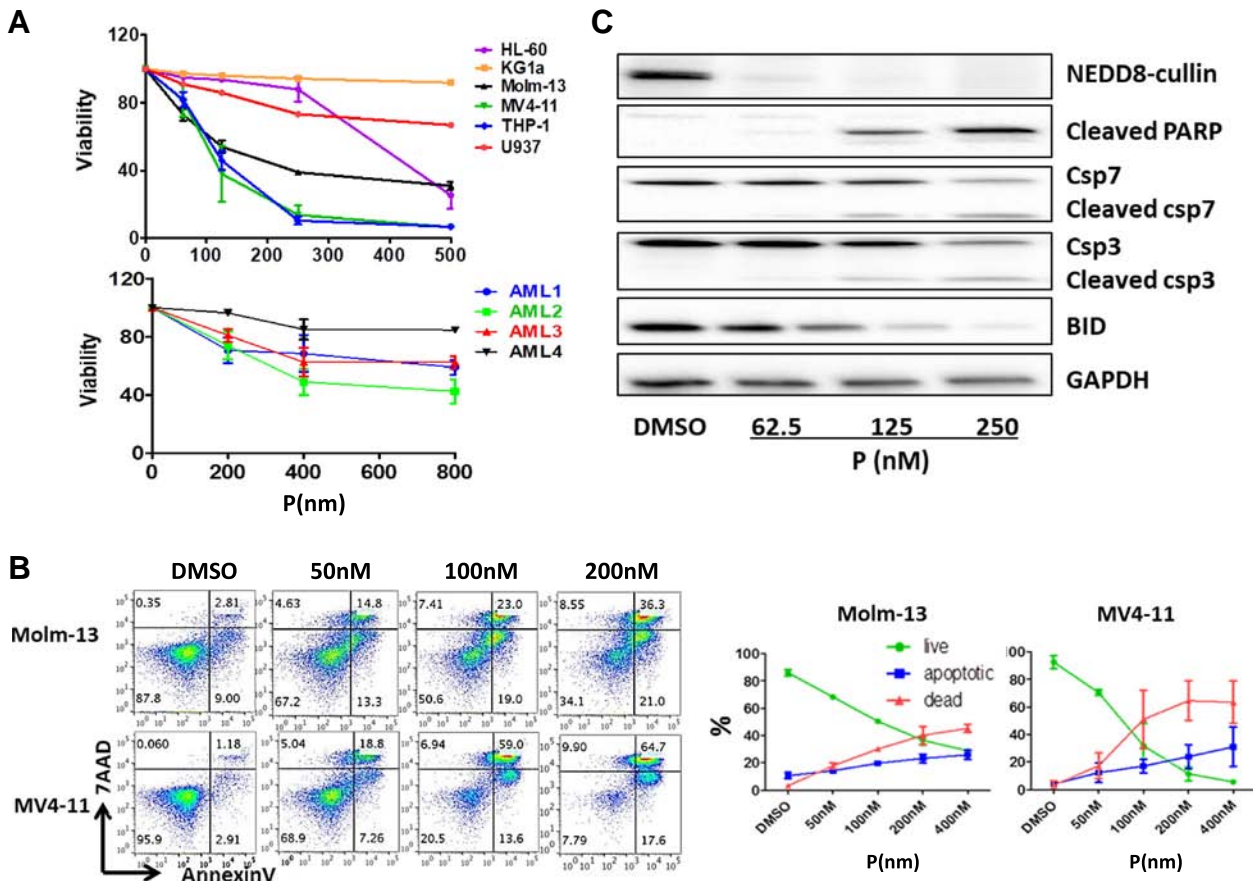 A
120
80
40
0
Viability
0 100 200 300 400 500
HL-60
KG1a
Molm-13
MV4-11
THP-1
U937
120
80
40
0
Viability
0 200 400 600 800
P(nm)
AML1
AML2
AML3
AML4
C
NEDD8-cullin
Cleaved PARP
Csp7
Cleaved csp7
Csp3
Cleaved csp3
BID
GAPDH
DMSO 62.5 125 250
P (nM)
B
DMSO 50nM 100nM 200nM
Molm-13
0.35 2.81 4.63 14.8 7.41 23.0 8.55 36.3
87.8 9.00 67.2 13.3 50.6 19.0 34.1 21.0
MV4-11
0.060 1.18 5.04 18.8 6.94 59.0 9.90 64.7
95.9 2.91 68.9 7.26 20.5 13.6 7.79 17.6
7AAD
AnnexinV
Molm-13
live
apoptotic
dead
100
80
60
40
20
0
%
DMSO 50nM 100nM 200nM 400nM
P(nm)
MV4-11
100
80
60
40
20
0
DMSO 50nM 100nM 200nM 400nM
P(nm)